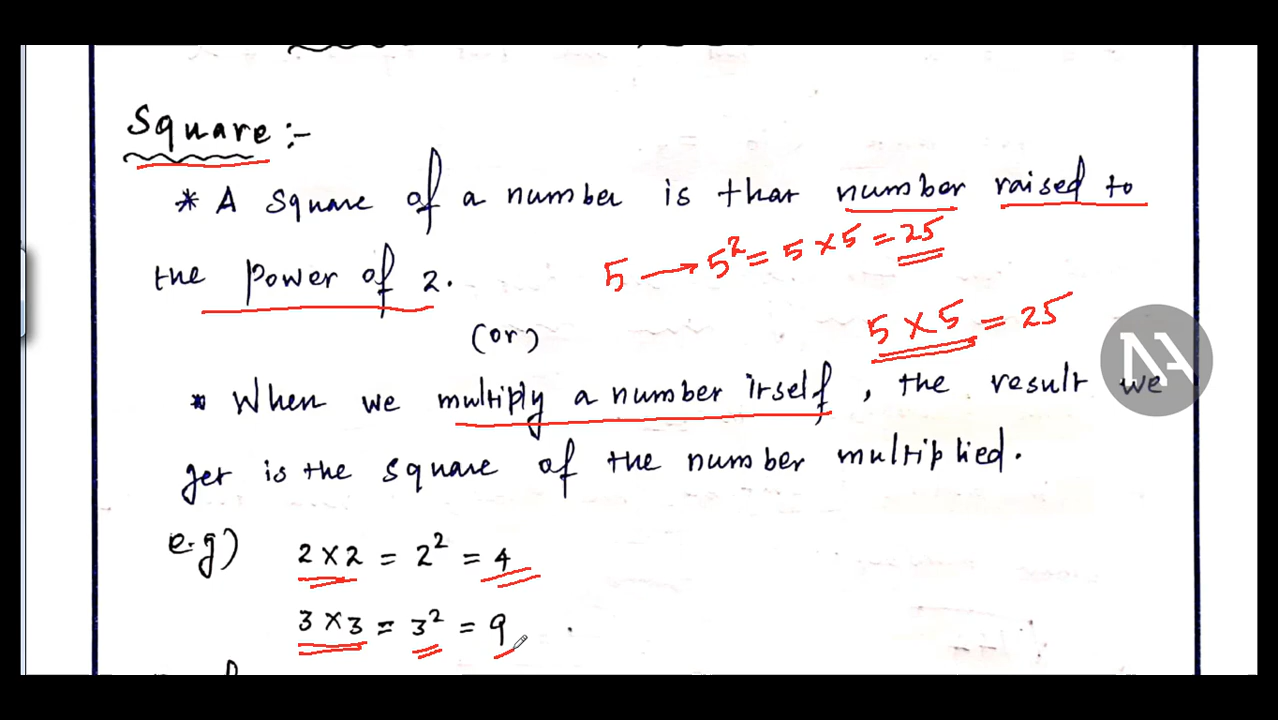 Square :-
* A square of a number is that number raised to
5 → 5² = 5 × 5 = 25
the power of 2.
(or)
5 × 5 = 25
* When we multiply a number itself, the result we
get is the square of the number multiplied.
e.g) 2 × 2 = 2² = 4
3 × 3 = 3² = 9